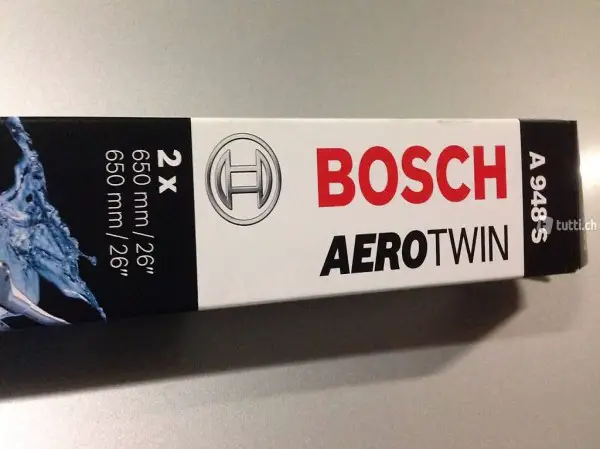 2 x
650 mm / 26"
650 mm / 26"
BOSCH
AEROTWIN
A 948 S
tutti.ch